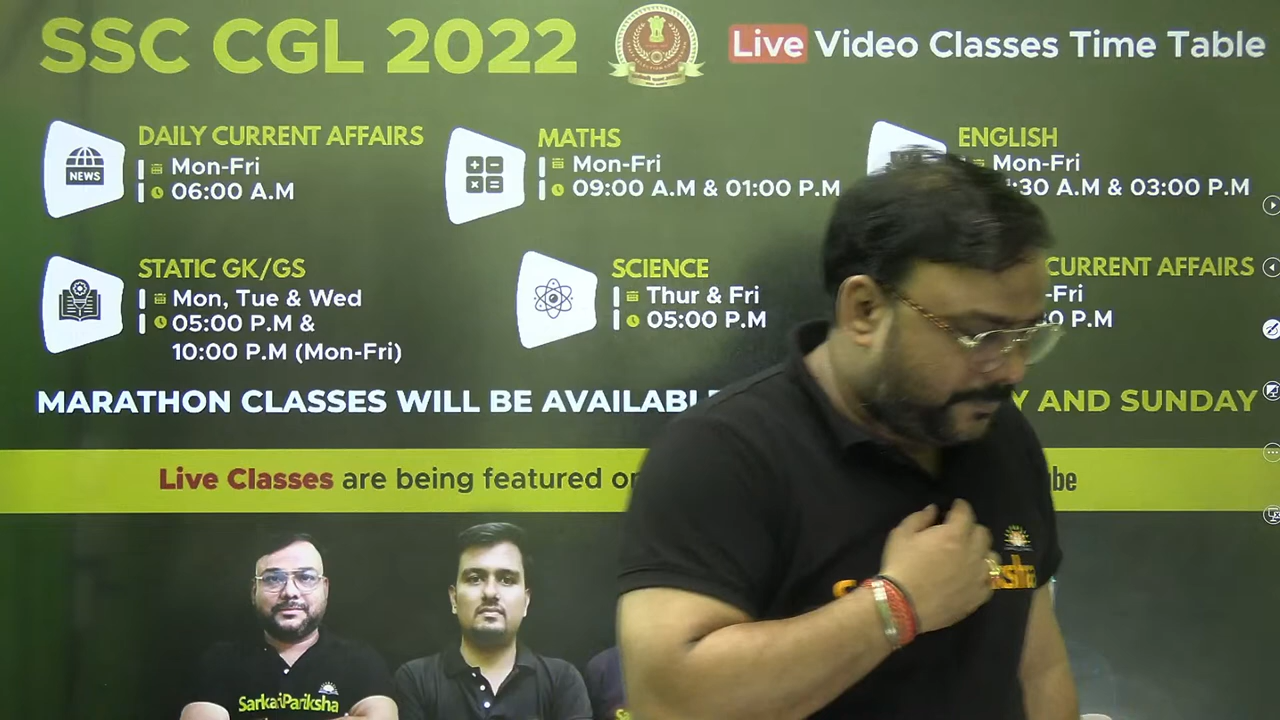 SSC CGL 2022
Live Video Classes Time Table
DAILY CURRENT AFFAIRS
Mon-Fri
06:00 A.M
MATHS
Mon-Fri
09:00 A.M & 01:00 P.M
ENGLISH
Mon-Fri
:30 A.M & 03:00 P.M
STATIC GK/GS
Mon, Tue & Wed
05:00 P.M &
10:00 P.M (Mon-Fri)
SCIENCE
Thur & Fri
05:00 P.M
CURRENT AFFAIRS
-Fri
0 P.M
MARATHON CLASSES WILL BE AVAILABL
Y AND SUNDAY
Live Classes are being featured on
be
SarkariPariksha
NEWS